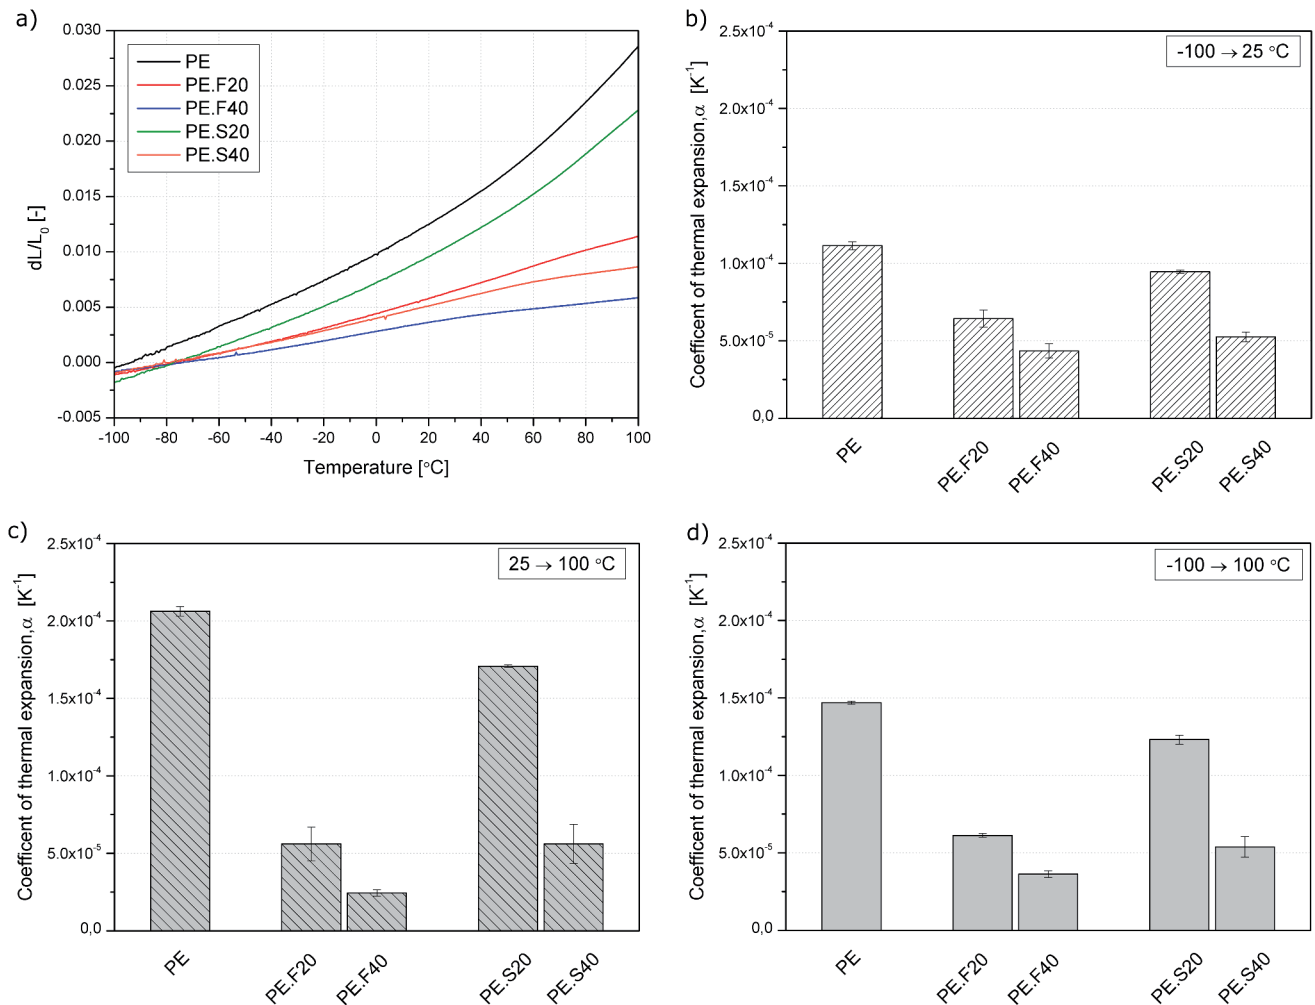 a)
0.030
0.025
0.020
0.015
0.010
0.005
0.000
-0.005
dL/L₀ [-]
PE
PE.F20
PE.F40
PE.S20
PE.S40
-100 -80 -60 -40 -20 0 20 40 60 80 100
Temperature [°C]
b)
-100 → 25 °C
2.5x10⁻⁴
2.0x10⁻⁴
1.5x10⁻⁴
1.0x10⁻⁴
5.0x10⁻⁵
0,0
Coefficent of thermal expansion,α [K⁻¹]
PE PE.F20 PE.F40 PE.S20 PE.S40
c)
25 → 100 °C
2.5x10⁻⁴
2.0x10⁻⁴
1.5x10⁻⁴
1.0x10⁻⁴
5.0x10⁻⁵
0,0
Coefficent of thermal expansion,α [K⁻¹]
PE PE.F20 PE.F40 PE.S20 PE.S40
d)
-100 → 100 °C
2.5x10⁻⁴
2.0x10⁻⁴
1.5x10⁻⁴
1.0x10⁻⁴
5.0x10⁻⁵
0,0
Coefficent of thermal expansion,α [K⁻¹]
PE PE.F20 PE.F40 PE.S20 PE.S40